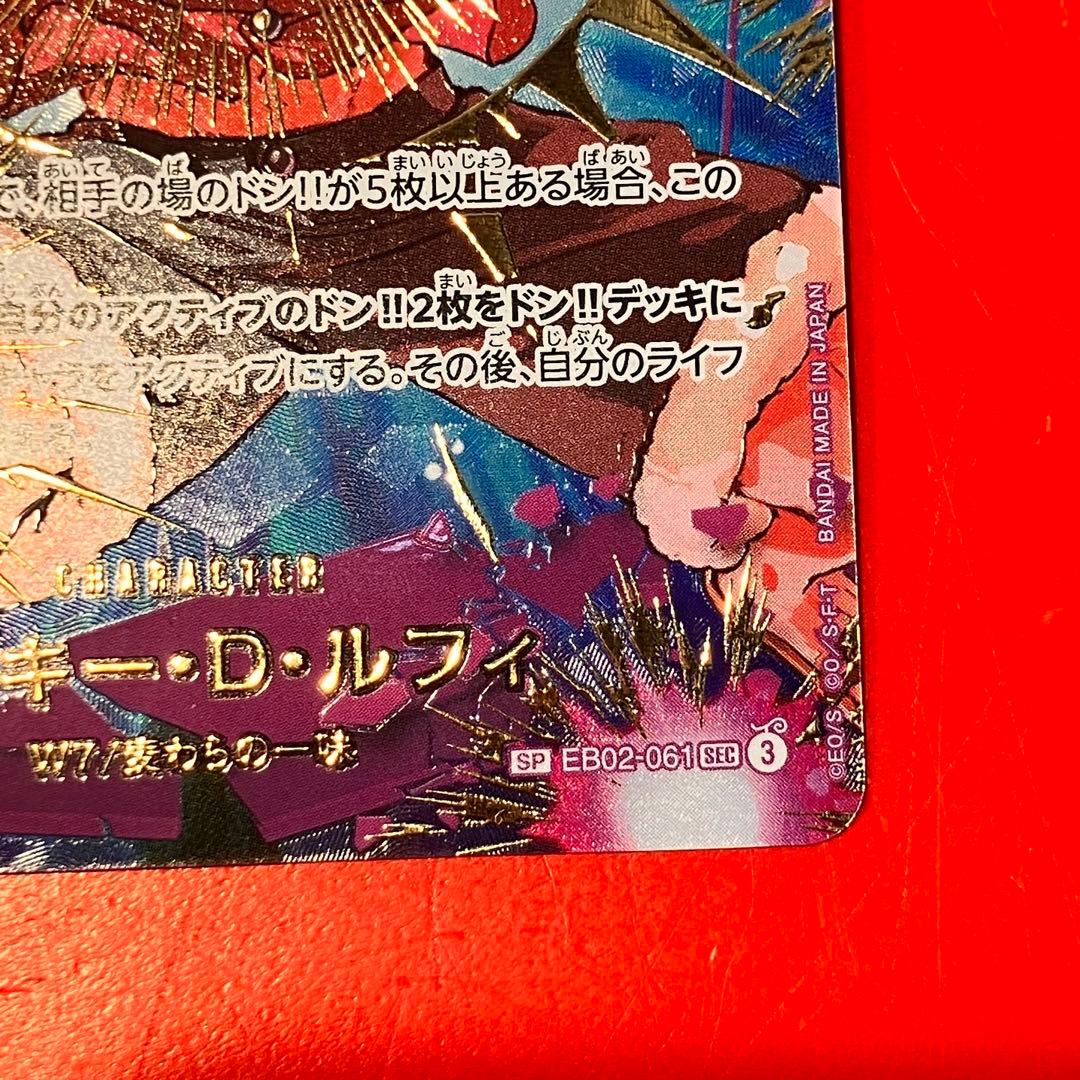 、相手の場のドン!!が5枚以上ある場合、この
自分のアクティブのドン!!2枚をドン!!デッキに
をアクティブにする。その後、自分のライフ
CHARACTER
キー・D・ルフィ
W7/麦わらの一味
SP EB02-061 SEC 3
©EO/S ©O/S・F・T BANDAI MADE IN JAPAN